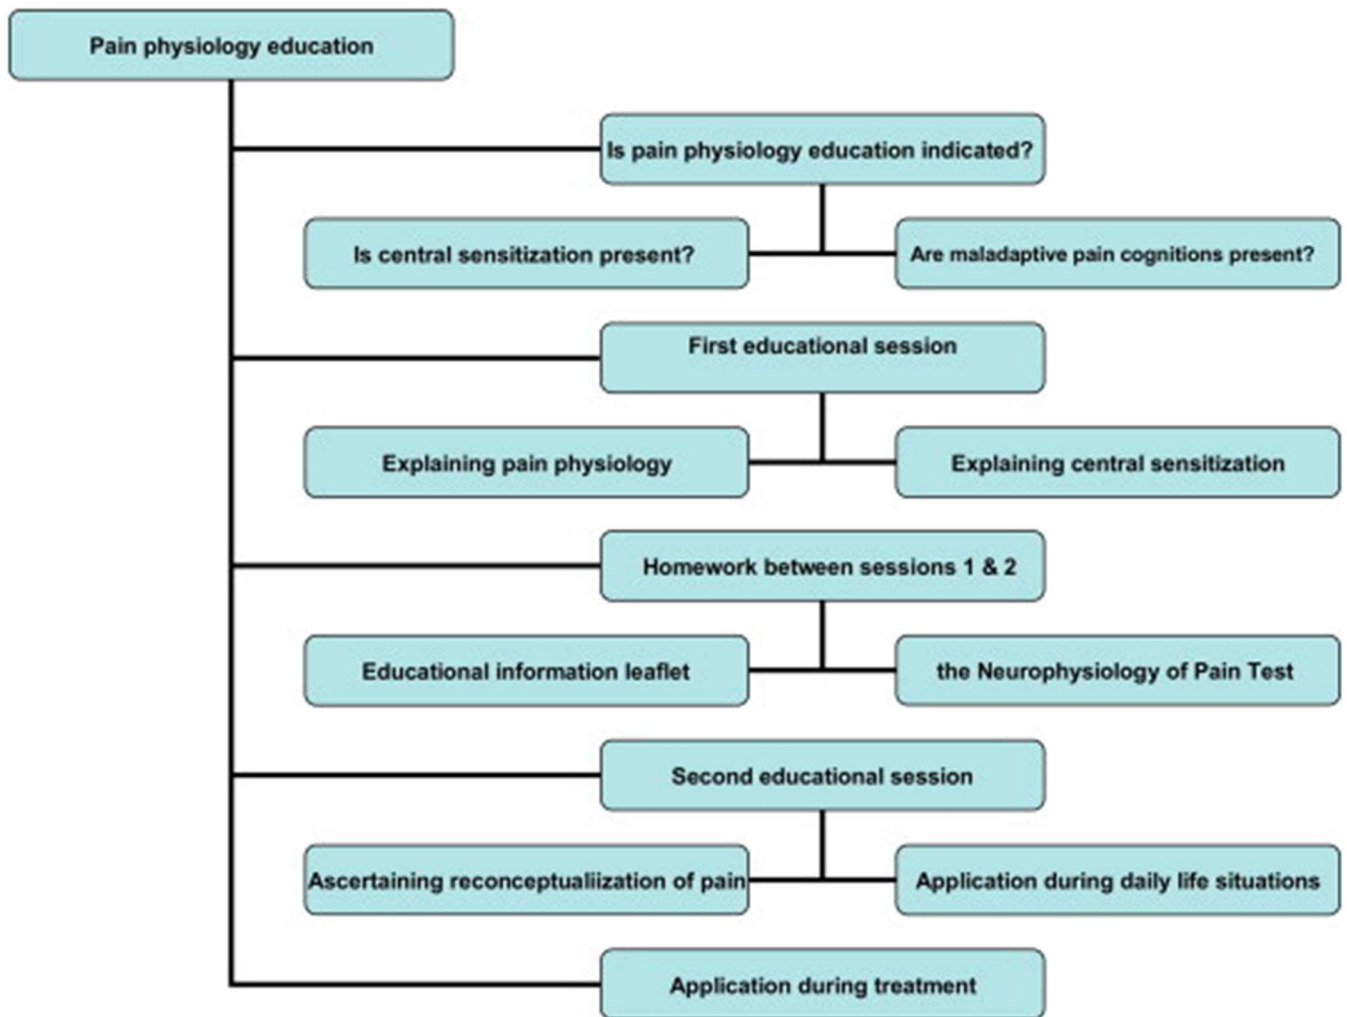 Pain physiology education
Is pain physiology education indicated?
Is central sensitization present?
Are maladaptive pain cognitions present?
First educational session
Explaining pain physiology
Explaining central sensitization
Homework between sessions 1 & 2
Educational information leaflet
the Neurophysiology of Pain Test
Second educational session
Ascertaining reconceptualiization of pain
Application during daily life situations
Application during treatment